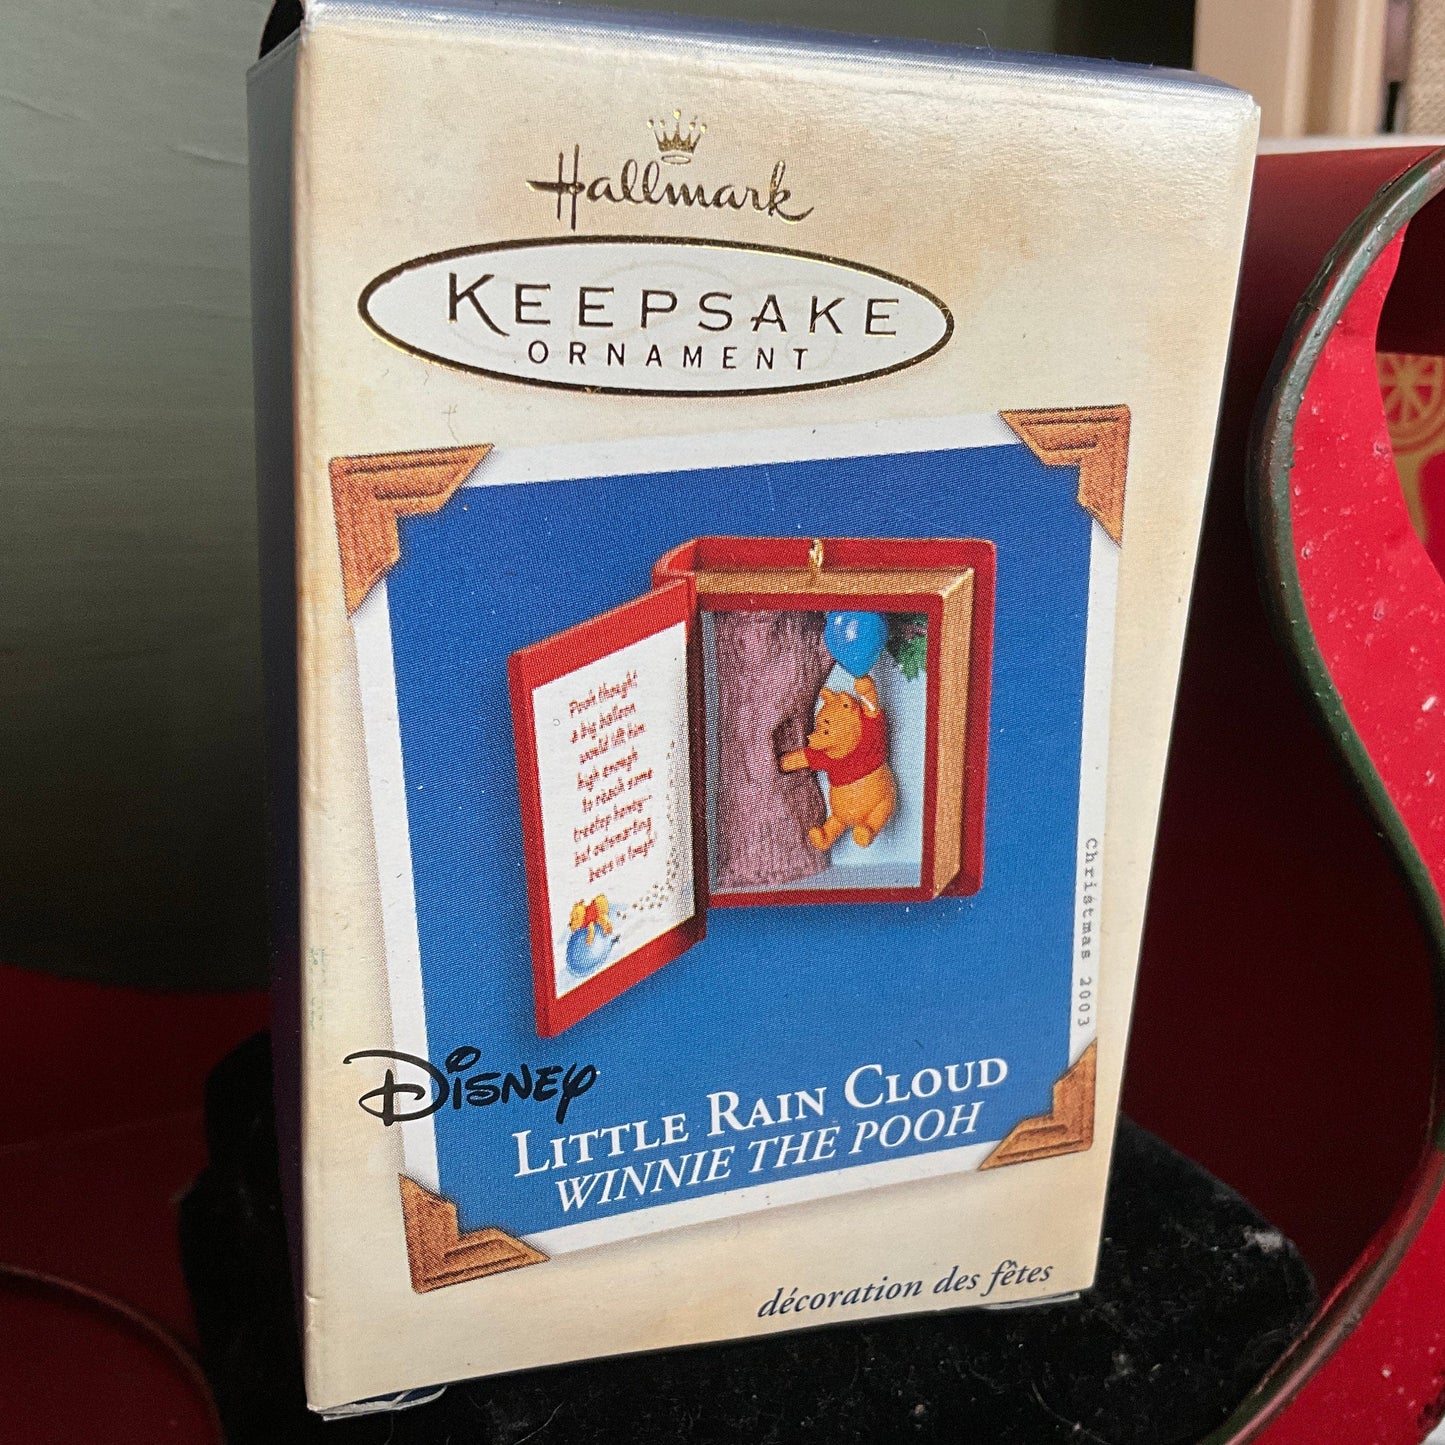 Hallmark
KEEPSAKE
ORNAMENT
Pooh thought
a big balloon
would lift him
high enough
to reach some
treetop honey—
but outsmarting
bees is tough!
Christmas 2003
Disney
LITTLE RAIN CLOUD
WINNIE THE POOH
décoration des fêtes